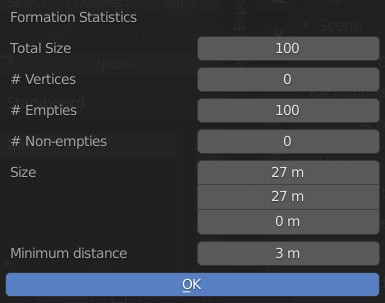 Formation Statistics
Total Size 100
# Vertices 0
# Empties 100
# Non-empties 0
Size 27 m
27 m
0 m
Minimum distance 3 m
OK